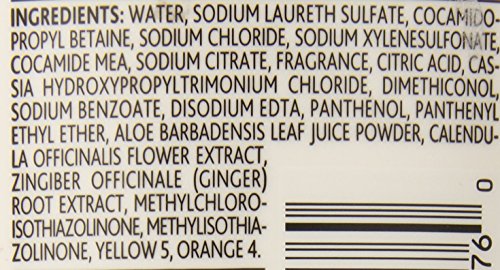 INGREDIENTS: WATER, SODIUM LAURETH SULFATE, COCAMIDO
PROPYL BETAINE, SODIUM CHLORIDE, SODIUM XYLENESULFONATE
COCAMIDE MEA, SODIUM CITRATE, FRAGRANCE, CITRIC ACID, CAS-
SIA HYDROXYPROPYLTRIMONIUM CHLORIDE, DIMETHICONOL,
SODIUM BENZOATE, DISODIUM EDTA, PANTHENOL, PANTHENYL
ETHYL ETHER, ALOE BARBADENSIS LEAF JUICE POWDER, CALENDU-
LA OFFICINALIS FLOWER EXTRACT,
ZINGIBER OFFICINALE (GINGER)
ROOT EXTRACT, METHYLCHLORO-
ISOTHIAZOLINONE, METHYLISOTHIA-
ZOLINONE, YELLOW 5, ORANGE 4.
76 0